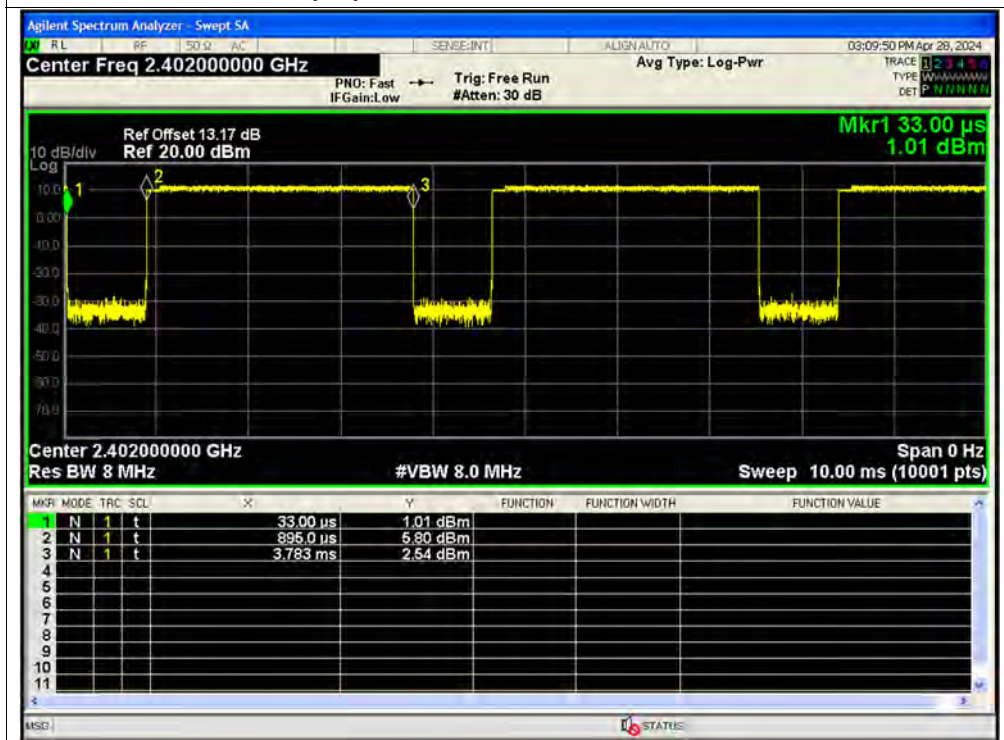 Agilent Spectrum Analyzer - Swept SA
RL RF 50 Ω AC SENSE:INT ALIGN AUTO 03:09:50 PM Apr 28, 2024
Center Freq 2.402000000 GHz Avg Type: Log-Pwr TRACE 1 2 3 4 5 6
PNO: Fast Trig: Free Run TYPE W
IFGain:Low #Atten: 30 dB DET P N N N N N
Mkr1 33.00 µs
Ref Offset 13.17 dB
10 dB/div Ref 20.00 dBm 1.01 dBm
Log
10.0
1
2
3
0.00
-10.0
-20.0
-30.0
-40.0
-50.0
-60.0
-70.0
Center 2.402000000 GHz Span 0 Hz
Res BW 8 MHz #VBW 8.0 MHz Sweep 10.00 ms (10001 pts)
MKR MODE TRC SCL X Y FUNCTION FUNCTION WIDTH FUNCTION VALUE
1 N 1 t 33.00 µs 1.01 dBm
2 N 1 t 895.0 µs 5.80 dBm
3 N 1 t 3.783 ms 2.54 dBm
4
5
6
7
8
9
10
11
MSG STATUS